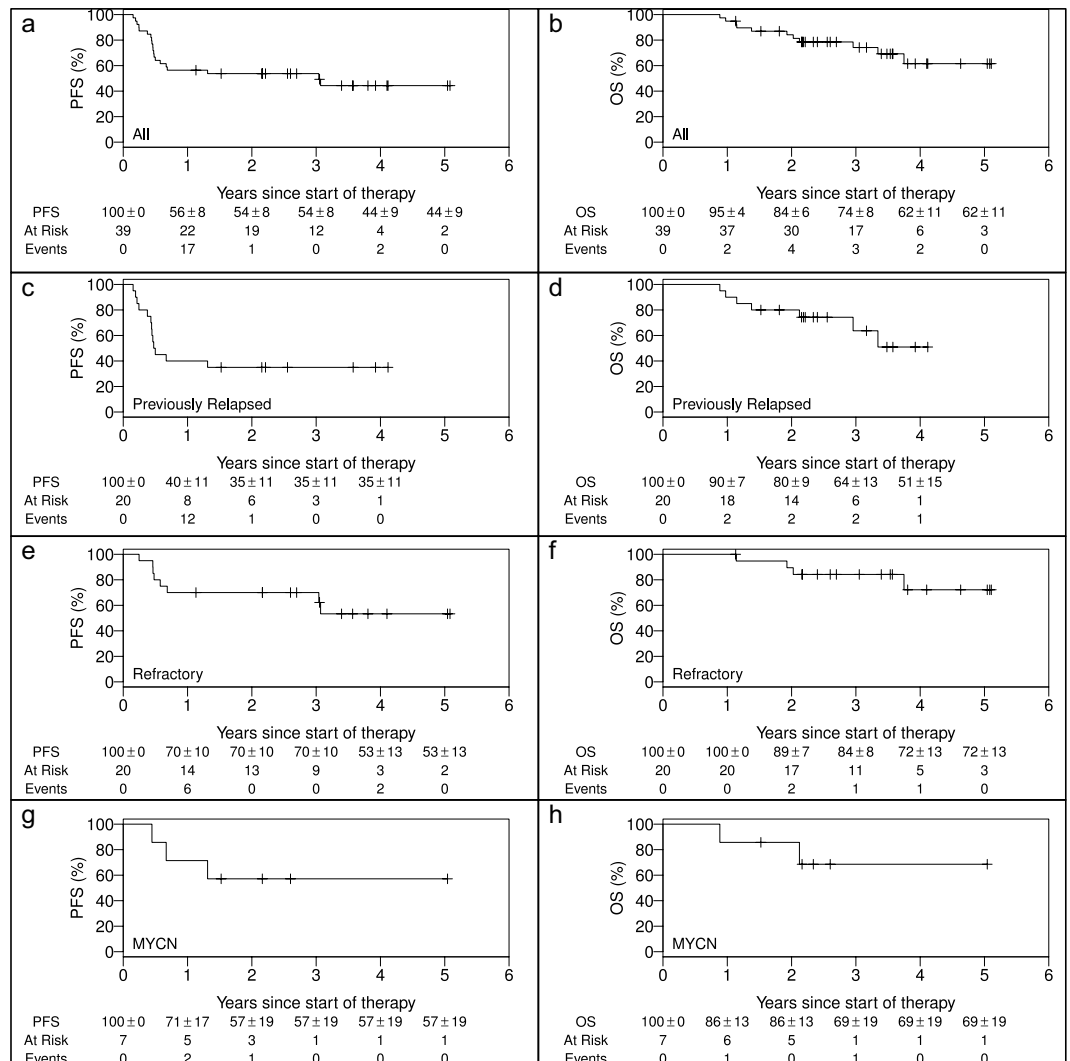 a
PFS (%)
100
80
60
40
20
0
All
0 1 2 3 4 5 6
Years since start of therapy
PFS 100±0 56±8 54±8 54±8 44±9 44±9
At Risk 39 22 19 12 4 2
Events 0 17 1 0 2 0
b
OS (%)
100
80
60
40
20
0
All
0 1 2 3 4 5 6
Years since start of therapy
OS 100±0 95±4 84±6 74±8 62±11 62±11
At Risk 39 37 30 17 6 3
Events 0 2 4 3 2 0
c
PFS (%)
100
80
60
40
20
0
Previously Relapsed
0 1 2 3 4 5 6
Years since start of therapy
PFS 100±0 40±11 35±11 35±11 35±11
At Risk 20 8 6 3 1
Events 0 12 1 0 0
d
OS (%)
100
80
60
40
20
0
Previously Relapsed
0 1 2 3 4 5 6
Years since start of therapy
OS 100±0 90±7 80±9 64±13 51±15
At Risk 20 18 14 6 1
Events 0 2 2 2 1
e
PFS (%)
100
80
60
40
20
0
Refractory
0 1 2 3 4 5 6
Years since start of therapy
PFS 100±0 70±10 70±10 70±10 53±13 53±13
At Risk 20 14 13 9 3 2
Events 0 6 0 0 2 0
f
OS (%)
100
80
60
40
20
0
Refractory
0 1 2 3 4 5 6
Years since start of therapy
OS 100±0 100±0 89±7 84±8 72±13 72±13
At Risk 20 20 17 11 5 3
Events 0 0 2 1 1 0
g
PFS (%)
100
80
60
40
20
0
MYCN
0 1 2 3 4 5 6
Years since start of therapy
PFS 100±0 71±17 57±19 57±19 57±19 57±19
At Risk 7 5 3 1 1 1
Events 0 2 1 0 0 0
h
OS (%)
100
80
60
40
20
0
MYCN
0 1 2 3 4 5 6
Years since start of therapy
OS 100±0 86±13 86±13 69±19 69±19 69±19
At Risk 7 6 5 1 1 1
Events 0 1 0 1 0 0